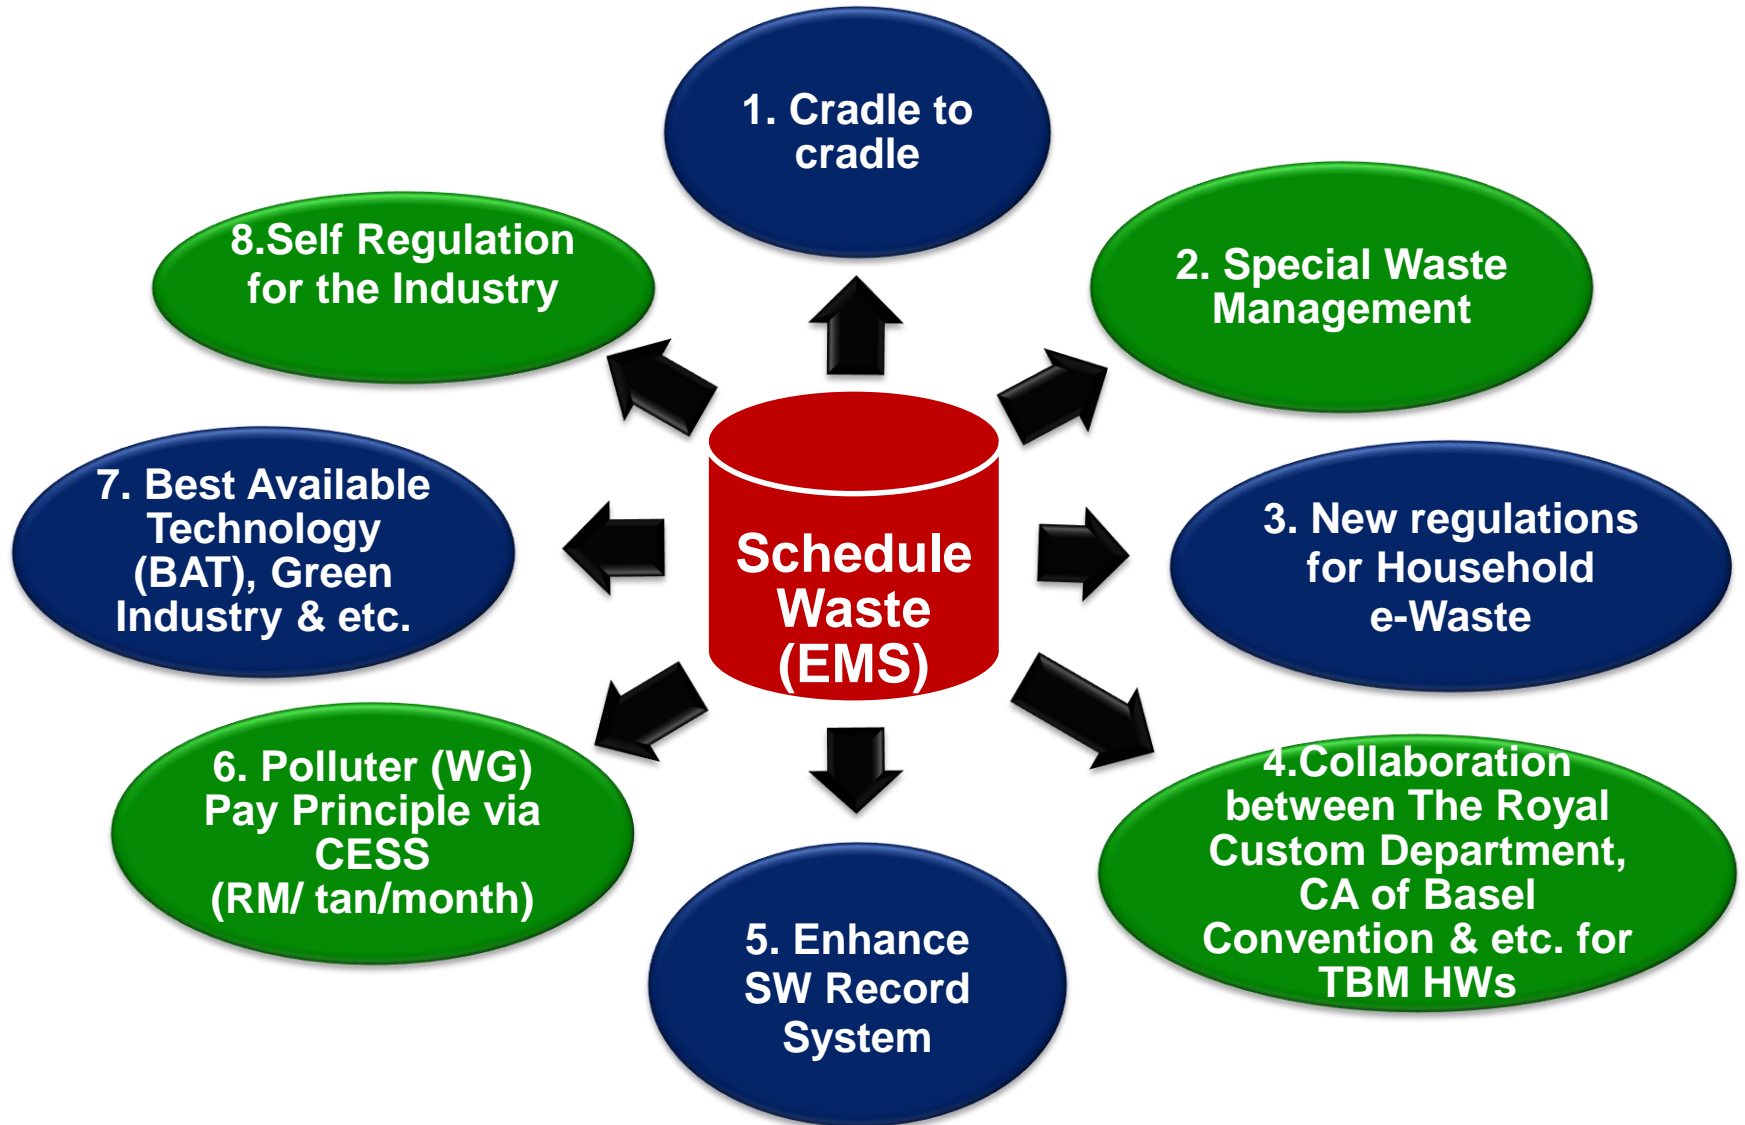 1. Cradle to
cradle
2. Special Waste
Management
3. New regulations
for Household
e-Waste
4.Collaboration
between The Royal
Custom Department,
CA of Basel
Convention & etc. for
TBM HWs
5. Enhance
SW Record
System
6. Polluter (WG)
Pay Principle via
CESS
(RM/ tan/month)
7. Best Available
Technology
(BAT), Green
Industry & etc.
8.Self Regulation
for the Industry
Schedule
Waste
(EMS)